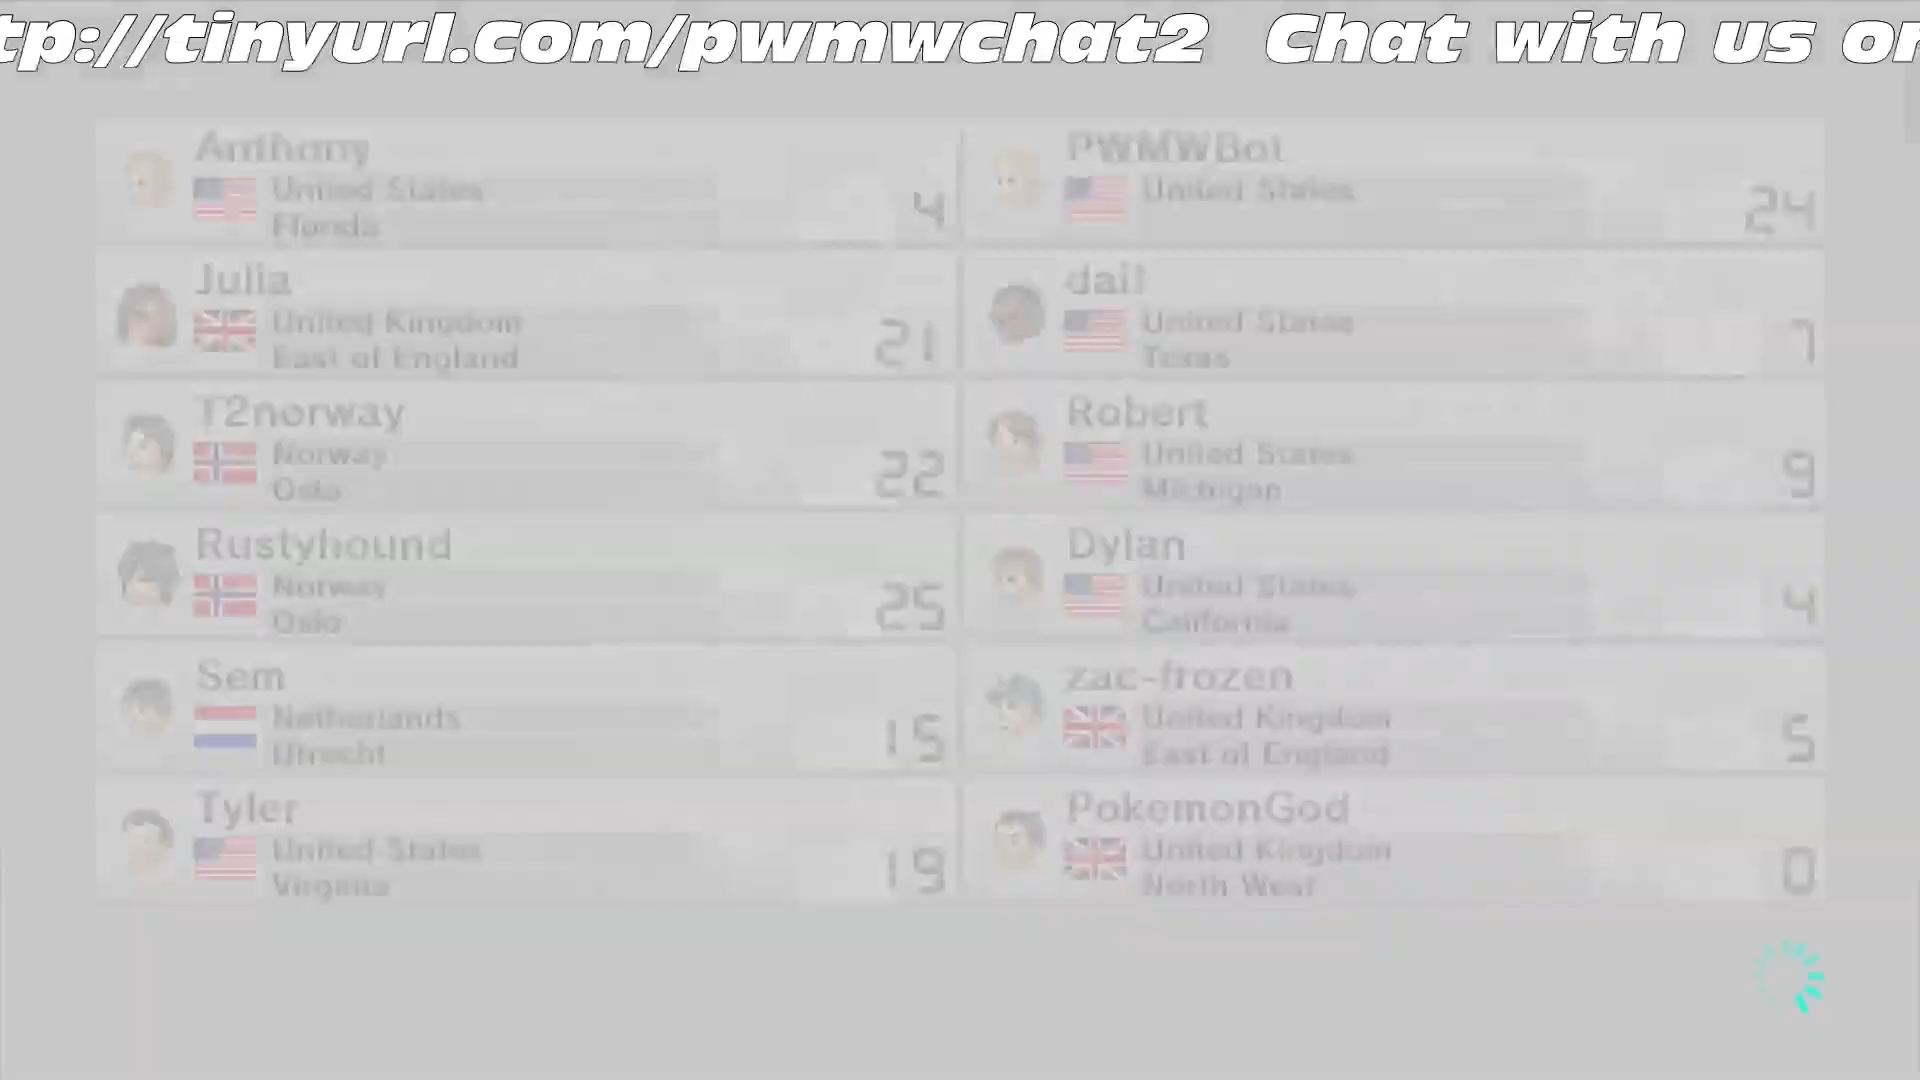 tp://tinyurl.com/pwmwchat2 Chat with us on
Anthony
United States
Florida
4
PWMWBot
United States
24
Julia
United Kingdom
East of England
21
dail
United States
Texas
7
T2norway
Norway
Oslo
22
Robert
United States
Michigan
9
Rustyhound
Norway
Oslo
25
Dylan
United States
California
4
Sem
Netherlands
Utrecht
15
zac-frozen
United Kingdom
East of England
5
Tyler
United States
Virginia
19
PokemonGod
United Kingdom
North West
0